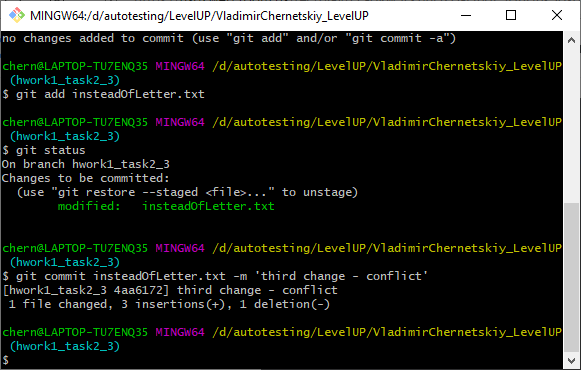 MINGW64:/d/autotesting/LevelUP/VladimirChernetskiy_LevelUP
no changes added to commit (use "git add" and/or "git commit -a")
chern@LAPTOP-TU7ENQ35 MINGW64 /d/autotesting/LevelUP/VladimirChernetskiy_LevelUP
(hwork1_task2_3)
$ git add insteadOfLetter.txt
chern@LAPTOP-TU7ENQ35 MINGW64 /d/autotesting/LevelUP/VladimirChernetskiy_LevelUP
(hwork1_task2_3)
$ git status
On branch hwork1_task2_3
Changes to be committed:
  (use "git restore --staged <file>..." to unstage)
        modified:   insteadOfLetter.txt
chern@LAPTOP-TU7ENQ35 MINGW64 /d/autotesting/LevelUP/VladimirChernetskiy_LevelUP
(hwork1_task2_3)
$ git commit insteadOfLetter.txt -m 'third change - conflict'
[hwork1_task2_3 4aa6172] third change - conflict
 1 file changed, 3 insertions(+), 1 deletion(-)
chern@LAPTOP-TU7ENQ35 MINGW64 /d/autotesting/LevelUP/VladimirChernetskiy_LevelUP
(hwork1_task2_3)
$